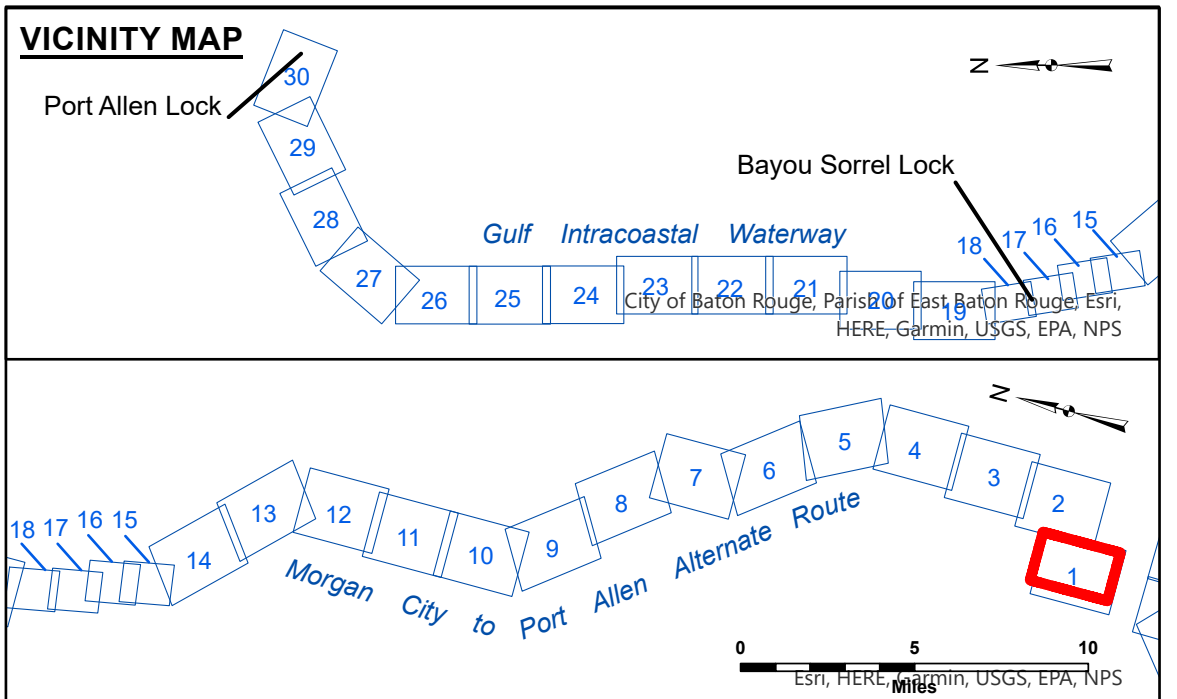 VICINITY MAP
N
30
Port Allen Lock
29
Bayou Sorrel Lock
28
Gulf Intracoastal Waterway
18 17 16 15
27
26 25 24 23 22 21 20 19
City of Baton Rouge, Parish of East Baton Rouge, Esri,
HERE, Garmin, USGS, EPA, NPS
N
18 17 16 15
14 13 12 11 10 9 8 7 6 5 4 3 2
1
Morgan City to Port Allen Alternate Route
0 5 10
Miles
Esri, HERE, Garmin, USGS, EPA, NPS